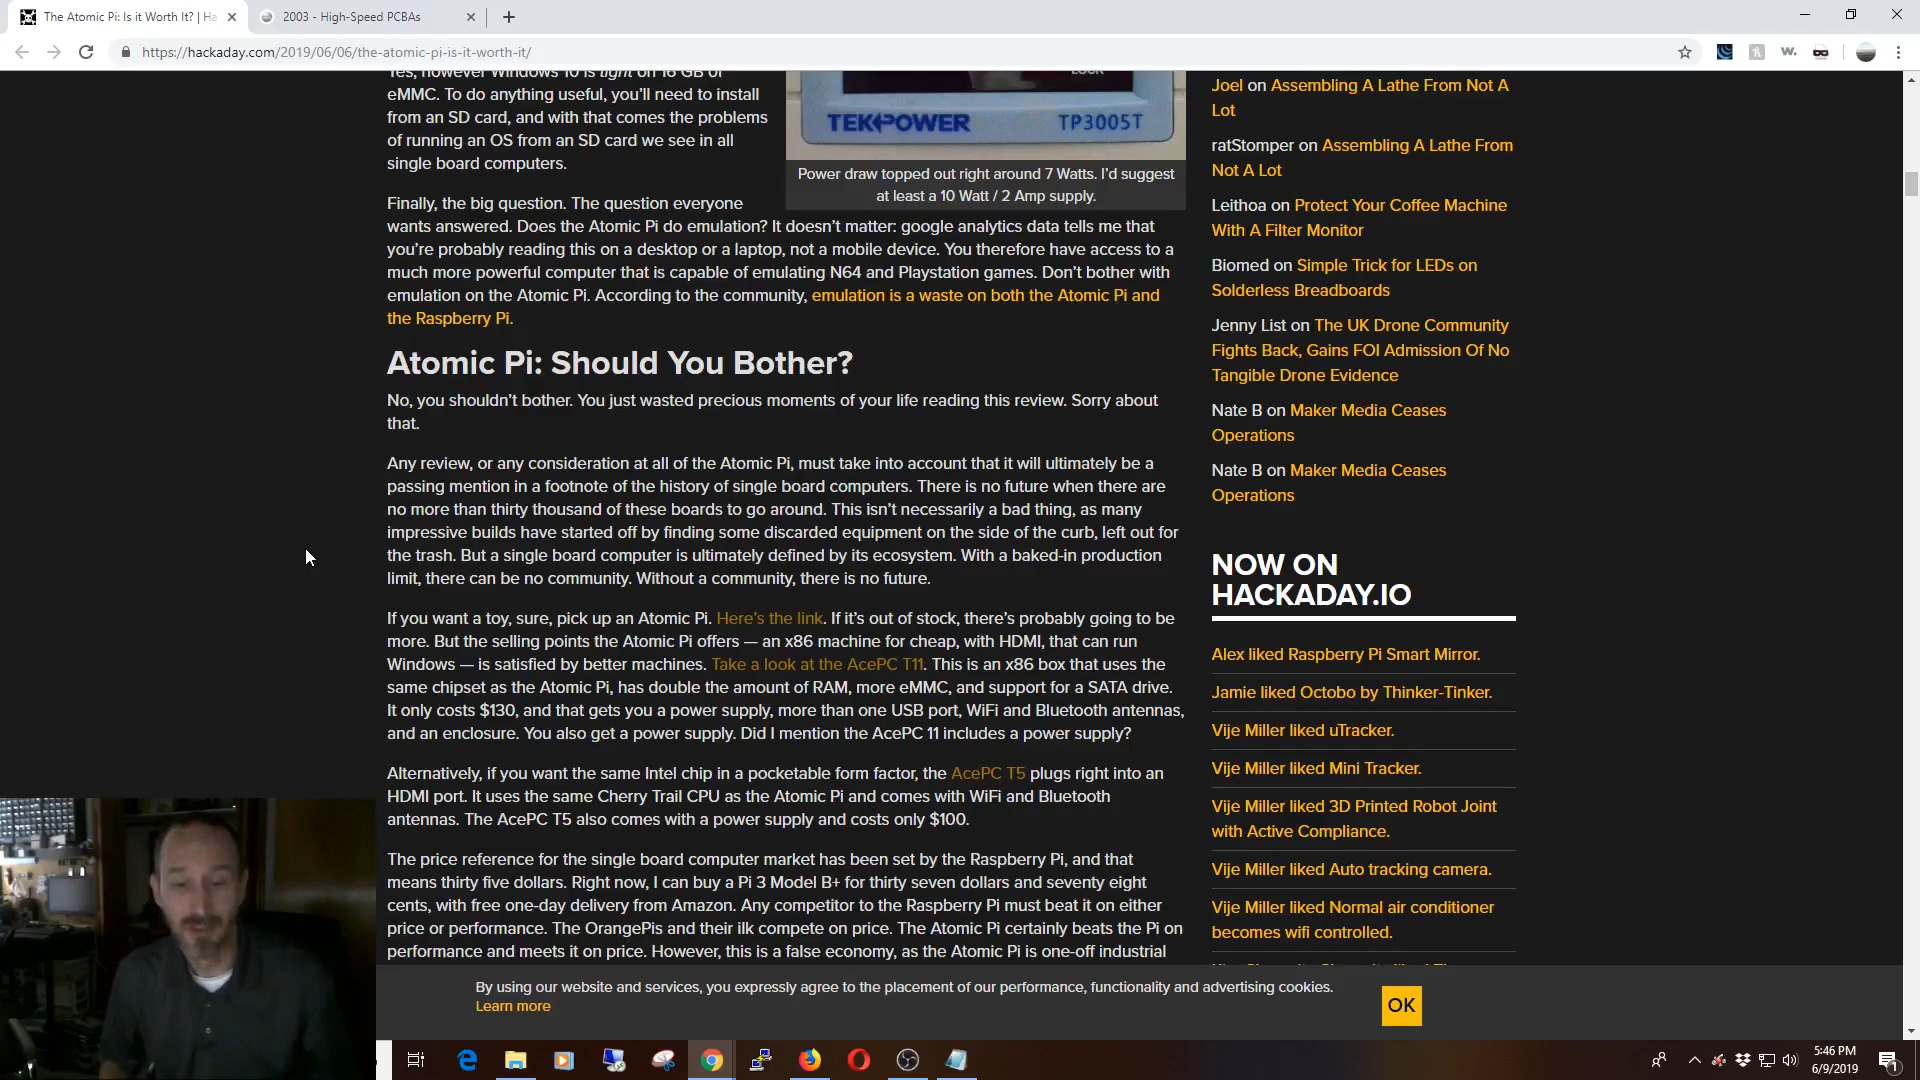 The Atomic Pi: Is it Worth It? | Ha
2003 - High-Speed PCBAs
https://hackaday.com/2019/06/06/the-atomic-pi-is-it-worth-it/
Yes, however Windows 10 is tight on 16 GB of
eMMC. To do anything useful, you'll need to install
from an SD card, and with that comes the problems
of running an OS from an SD card we see in all
single board computers.
LOCK
TEKPOWER TP3005T
Power draw topped out right around 7 Watts. I'd suggest
at least a 10 Watt / 2 Amp supply.
Finally, the big question. The question everyone
wants answered. Does the Atomic Pi do emulation? It doesn't matter: google analytics data tells me that
you're probably reading this on a desktop or a laptop, not a mobile device. You therefore have access to a
much more powerful computer that is capable of emulating N64 and Playstation games. Don't bother with
emulation on the Atomic Pi. According to the community, emulation is a waste on both the Atomic Pi and
the Raspberry Pi.
Atomic Pi: Should You Bother?
No, you shouldn't bother. You just wasted precious moments of your life reading this review. Sorry about
that.
Any review, or any consideration at all of the Atomic Pi, must take into account that it will ultimately be a
passing mention in a footnote of the history of single board computers. There is no future when there are
no more than thirty thousand of these boards to go around. This isn't necessarily a bad thing, as many
impressive builds have started off by finding some discarded equipment on the side of the curb, left out for
the trash. But a single board computer is ultimately defined by its ecosystem. With a baked-in production
limit, there can be no community. Without a community, there is no future.
If you want a toy, sure, pick up an Atomic Pi. Here's the link. If it's out of stock, there's probably going to be
more. But the selling points the Atomic Pi offers — an x86 machine for cheap, with HDMI, that can run
Windows — is satisfied by better machines. Take a look at the AcePC T11. This is an x86 box that uses the
same chipset as the Atomic Pi, has double the amount of RAM, more eMMC, and support for a SATA drive.
It only costs $130, and that gets you a power supply, more than one USB port, WiFi and Bluetooth antennas,
and an enclosure. You also get a power supply. Did I mention the AcePC 11 includes a power supply?
Alternatively, if you want the same Intel chip in a pocketable form factor, the AcePC T5 plugs right into an
HDMI port. It uses the same Cherry Trail CPU as the Atomic Pi and comes with WiFi and Bluetooth
antennas. The AcePC T5 also comes with a power supply and costs only $100.
The price reference for the single board computer market has been set by the Raspberry Pi, and that
means thirty five dollars. Right now, I can buy a Pi 3 Model B+ for thirty seven dollars and seventy eight
cents, with free one-day delivery from Amazon. Any competitor to the Raspberry Pi must beat it on either
price or performance. The OrangePis and their ilk compete on price. The Atomic Pi certainly beats the Pi on
performance and meets it on price. However, this is a false economy, as the Atomic Pi is one-off industrial
Joel on Assembling A Lathe From Not A
Lot
ratStomper on Assembling A Lathe From
Not A Lot
Leithoa on Protect Your Coffee Machine
With A Filter Monitor
Biomed on Simple Trick for LEDs on
Solderless Breadboards
Jenny List on The UK Drone Community
Fights Back, Gains FOI Admission Of No
Tangible Drone Evidence
Nate B on Maker Media Ceases
Operations
Nate B on Maker Media Ceases
Operations
NOW ON
HACKADAY.IO
Alex liked Raspberry Pi Smart Mirror.
Jamie liked Octobo by Thinker-Tinker.
Vije Miller liked uTracker.
Vije Miller liked Mini Tracker.
Vije Miller liked 3D Printed Robot Joint
with Active Compliance.
Vije Miller liked Auto tracking camera.
Vije Miller liked Normal air conditioner
becomes wifi controlled.
By using our website and services, you expressly agree to the placement of our performance, functionality and advertising cookies.
Learn more
OK
5:46 PM
6/9/2019